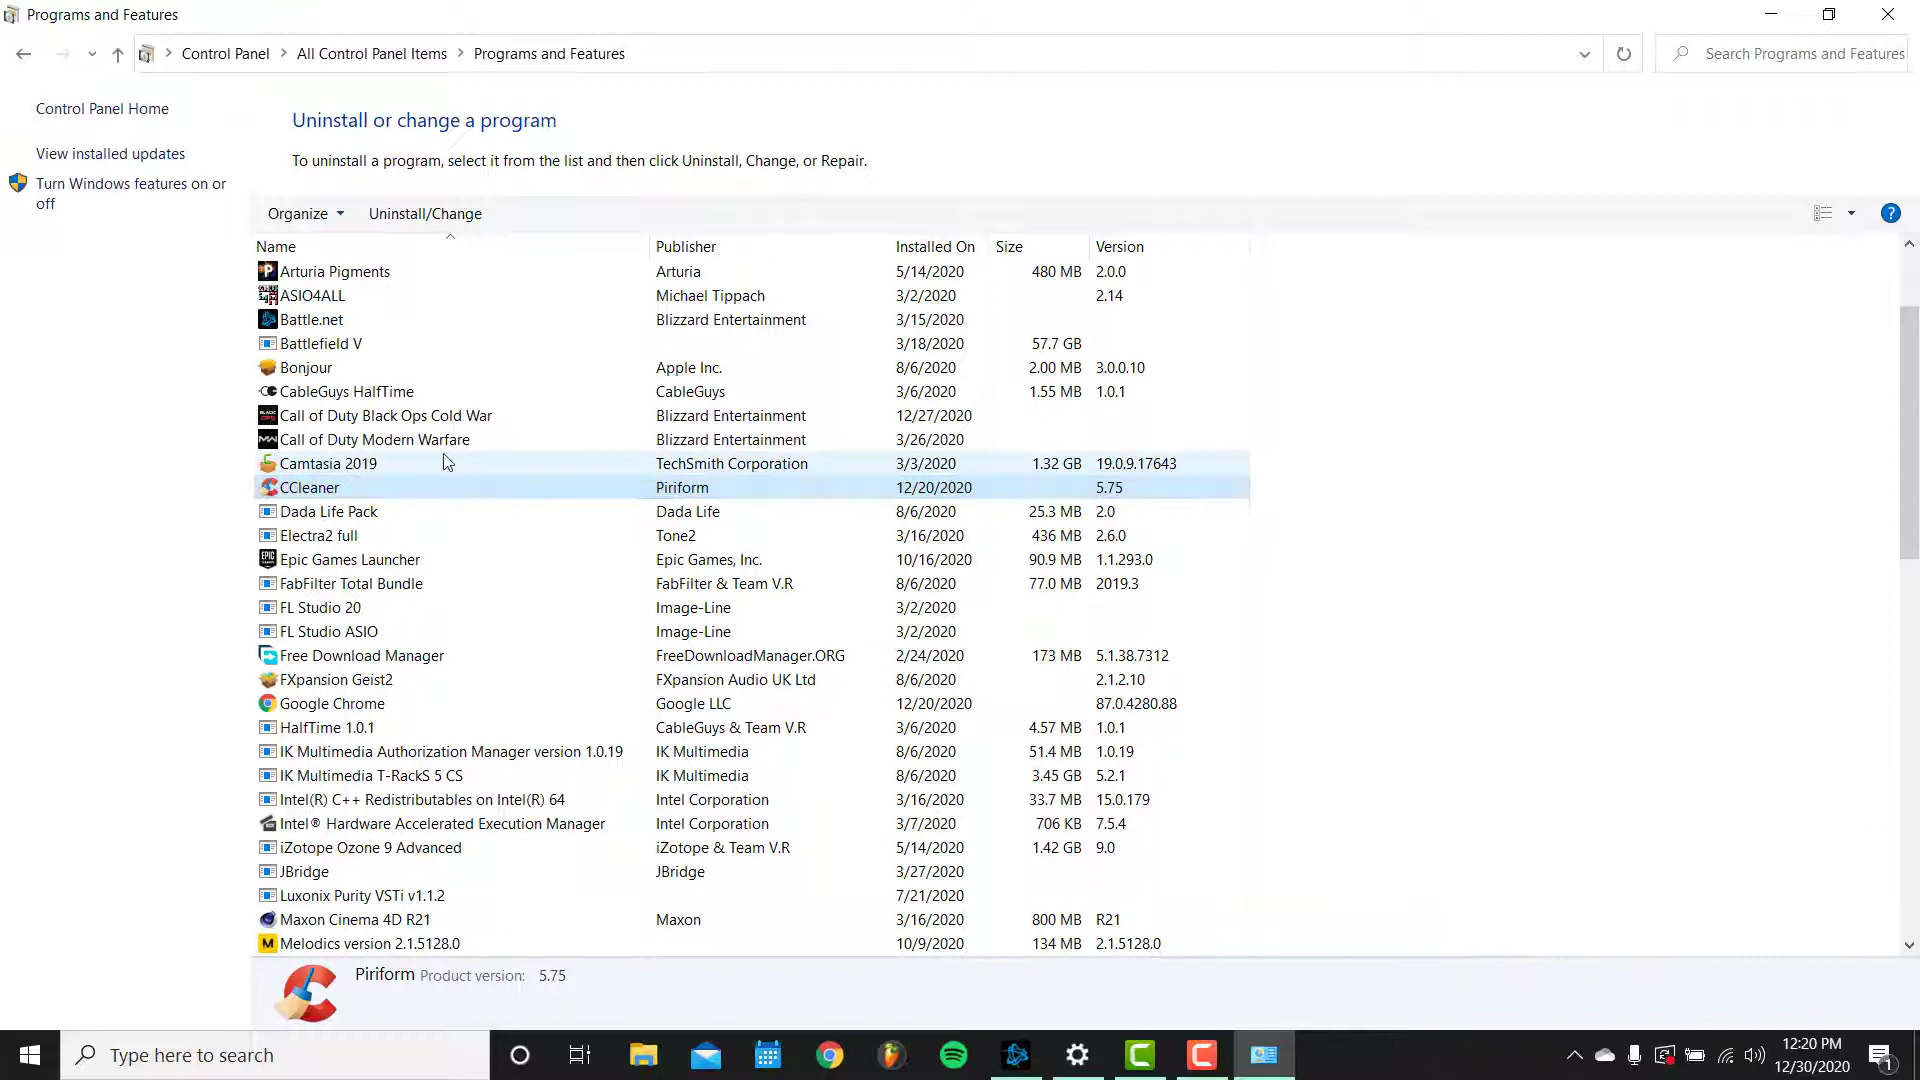 Programs and Features
Control Panel > All Control Panel Items > Programs and Features
Search Programs and Features
Control Panel Home
View installed updates
Turn Windows features on or
off
Uninstall or change a program
To uninstall a program, select it from the list and then click Uninstall, Change, or Repair.
Organize Uninstall/Change
Name Publisher Installed On Size Version
Arturia Pigments Arturia 5/14/2020 480 MB 2.0.0
ASIO4ALL Michael Tippach 3/2/2020 2.14
Battle.net Blizzard Entertainment 3/15/2020
Battlefield V 3/18/2020 57.7 GB
Bonjour Apple Inc. 8/6/2020 2.00 MB 3.0.0.10
CableGuys HalfTime CableGuys 3/6/2020 1.55 MB 1.0.1
Call of Duty Black Ops Cold War Blizzard Entertainment 12/27/2020
Call of Duty Modern Warfare Blizzard Entertainment 3/26/2020
Camtasia 2019 TechSmith Corporation 3/3/2020 1.32 GB 19.0.9.17643
CCleaner Piriform 12/20/2020 5.75
Dada Life Pack Dada Life 8/6/2020 25.3 MB 2.0
Electra2 full Tone2 3/16/2020 436 MB 2.6.0
Epic Games Launcher Epic Games, Inc. 10/16/2020 90.9 MB 1.1.293.0
FabFilter Total Bundle FabFilter & Team V.R 8/6/2020 77.0 MB 2019.3
FL Studio 20 Image-Line 3/2/2020
FL Studio ASIO Image-Line 3/2/2020
Free Download Manager FreeDownloadManager.ORG 2/24/2020 173 MB 5.1.38.7312
FXpansion Geist2 FXpansion Audio UK Ltd 8/6/2020 2.1.2.10
Google Chrome Google LLC 12/20/2020 87.0.4280.88
HalfTime 1.0.1 CableGuys & Team V.R 3/6/2020 4.57 MB 1.0.1
IK Multimedia Authorization Manager version 1.0.19 IK Multimedia 8/6/2020 51.4 MB 1.0.19
IK Multimedia T-RackS 5 CS IK Multimedia 8/6/2020 3.45 GB 5.2.1
Intel(R) C++ Redistributables on Intel(R) 64 Intel Corporation 3/16/2020 33.7 MB 15.0.179
Intel® Hardware Accelerated Execution Manager Intel Corporation 3/7/2020 706 KB 7.5.4
iZotope Ozone 9 Advanced iZotope & Team V.R 5/14/2020 1.42 GB 9.0
JBridge JBridge 3/27/2020
Luxonix Purity VSTi v1.1.2 7/21/2020
Maxon Cinema 4D R21 Maxon 3/16/2020 800 MB R21
Melodics version 2.1.5128.0 10/9/2020 134 MB 2.1.5128.0
Piriform Product version: 5.75
Type here to search
12:20 PM
12/30/2020
1